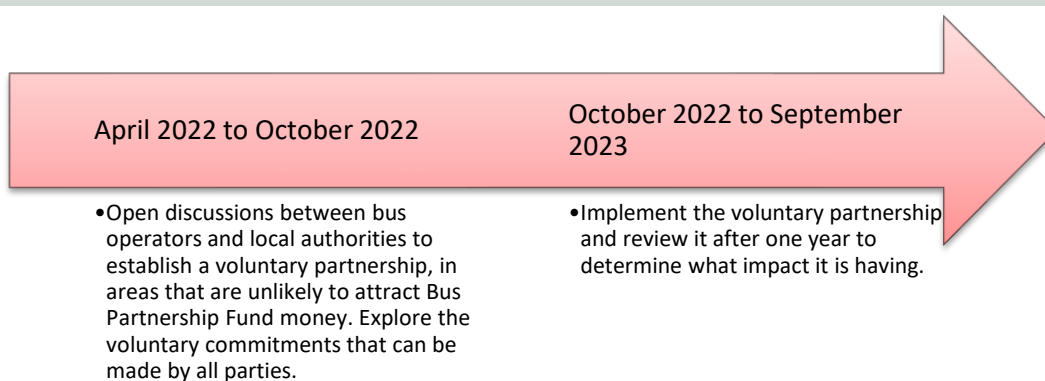 April 2022 to October 2022
•Open discussions between bus
operators and local authorities to
establish a voluntary partnership, in
areas that are unlikely to attract Bus
Partnership Fund money. Explore the
voluntary commitments that can be
made by all parties.
October 2022 to September
2023
•Implement the voluntary partnership
and review it after one year to
determine what impact it is having.